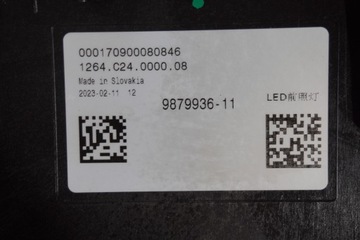 000170900080846
1264.C24.0000.08
Made in Slovakia
2023-02-11 12
9879936-11
LED前照灯